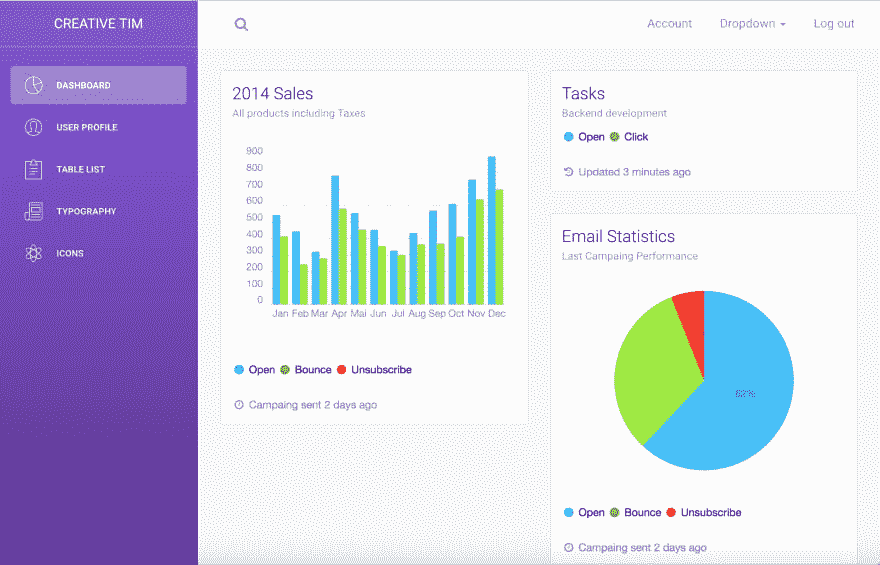 CREATIVE TIM
DASHBOARD
USER PROFILE
TABLE LIST
TYPOGRAPHY
ICONS
Account Dropdown Log out
2014 Sales
All products including Taxes
900
800
700
600
500
400
300
200
100
0
Jan Feb Mar Apr Mai Jun Jul Aug Sep Oct Nov Dec
Open Bounce Unsubscribe
Campaing sent 2 days ago
Tasks
Backend development
Open Click
Updated 3 minutes ago
Email Statistics
Last Campaing Performance
62%
Open Bounce Unsubscribe
Campaing sent 2 days ago